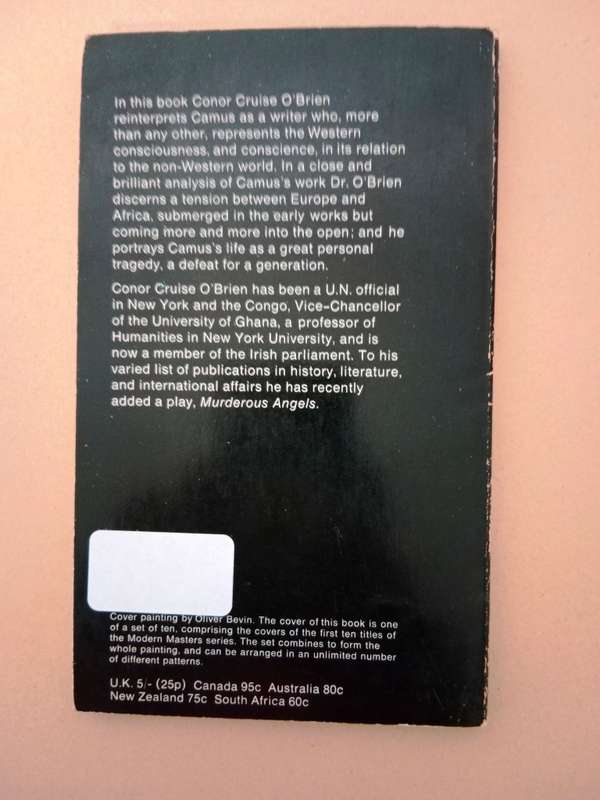 In this book Conor Cruise O'Brien
reinterprets Camus as a writer who, more
than any other, represents the Western
consciousness, and conscience, in its relation
to the non-Western world. In a close and
brilliant analysis of Camus's work Dr. O'Brien
discerns a tension between Europe and
Africa, submerged in the early works but
coming more and more into the open; and he
portrays Camus's life as a great personal
tragedy, a defeat for a generation.
Conor Cruise O'Brien has been a U.N. official
in New York and the Congo, Vice-Chancellor
of the University of Ghana, a professor of
Humanities in New York University, and is
now a member of the Irish parliament. To his
varied list of publications in history, literature,
and international affairs he has recently
added a play, Murderous Angels.
Cover painting by Oliver Bevin. The cover of this book is one
of a set of ten, comprising the covers of the first ten titles of
the Modern Masters series. The set combines to form the
whole painting, and can be arranged in an unlimited number
of different patterns.
U.K. 5/- (25p) Canada 95c Australia 80c
New Zealand 75c South Africa 60c